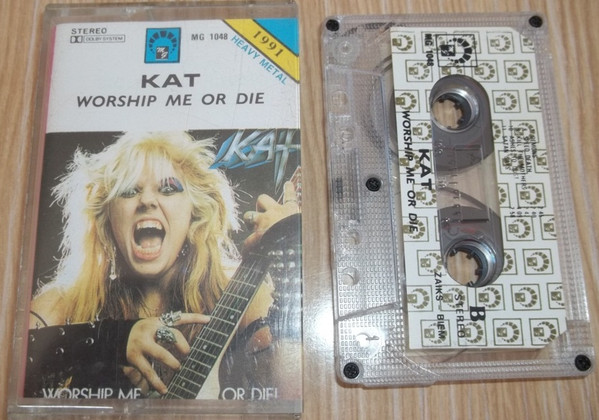 STEREO
DOLBY SYSTEM
MG 1048
1991
HEAVY METAL
KAT
WORSHIP ME OR DIE
KAT
WORSHIP ME OR DIE!
MG 1048
KAT
WORSHIP ME OR DIE
B
ZAIKS BIEM